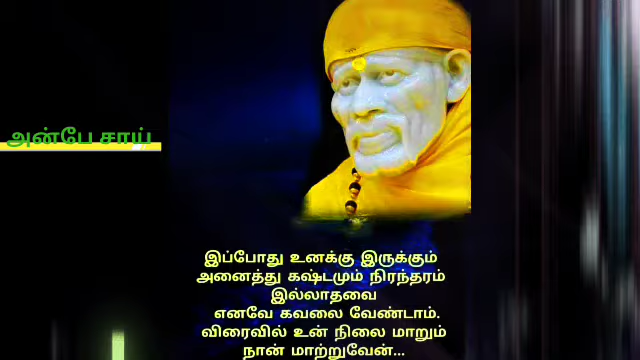 அன்பே சாய்
இப்போது உனக்கு இருக்கும்
அனைத்து கஷ்டமும் நிரந்தரம்
இல்லாதவை
எனவே கவலை வேண்டாம்.
விரைவில் உன் நிலை மாறும்
நான் மாற்றுவேன்...